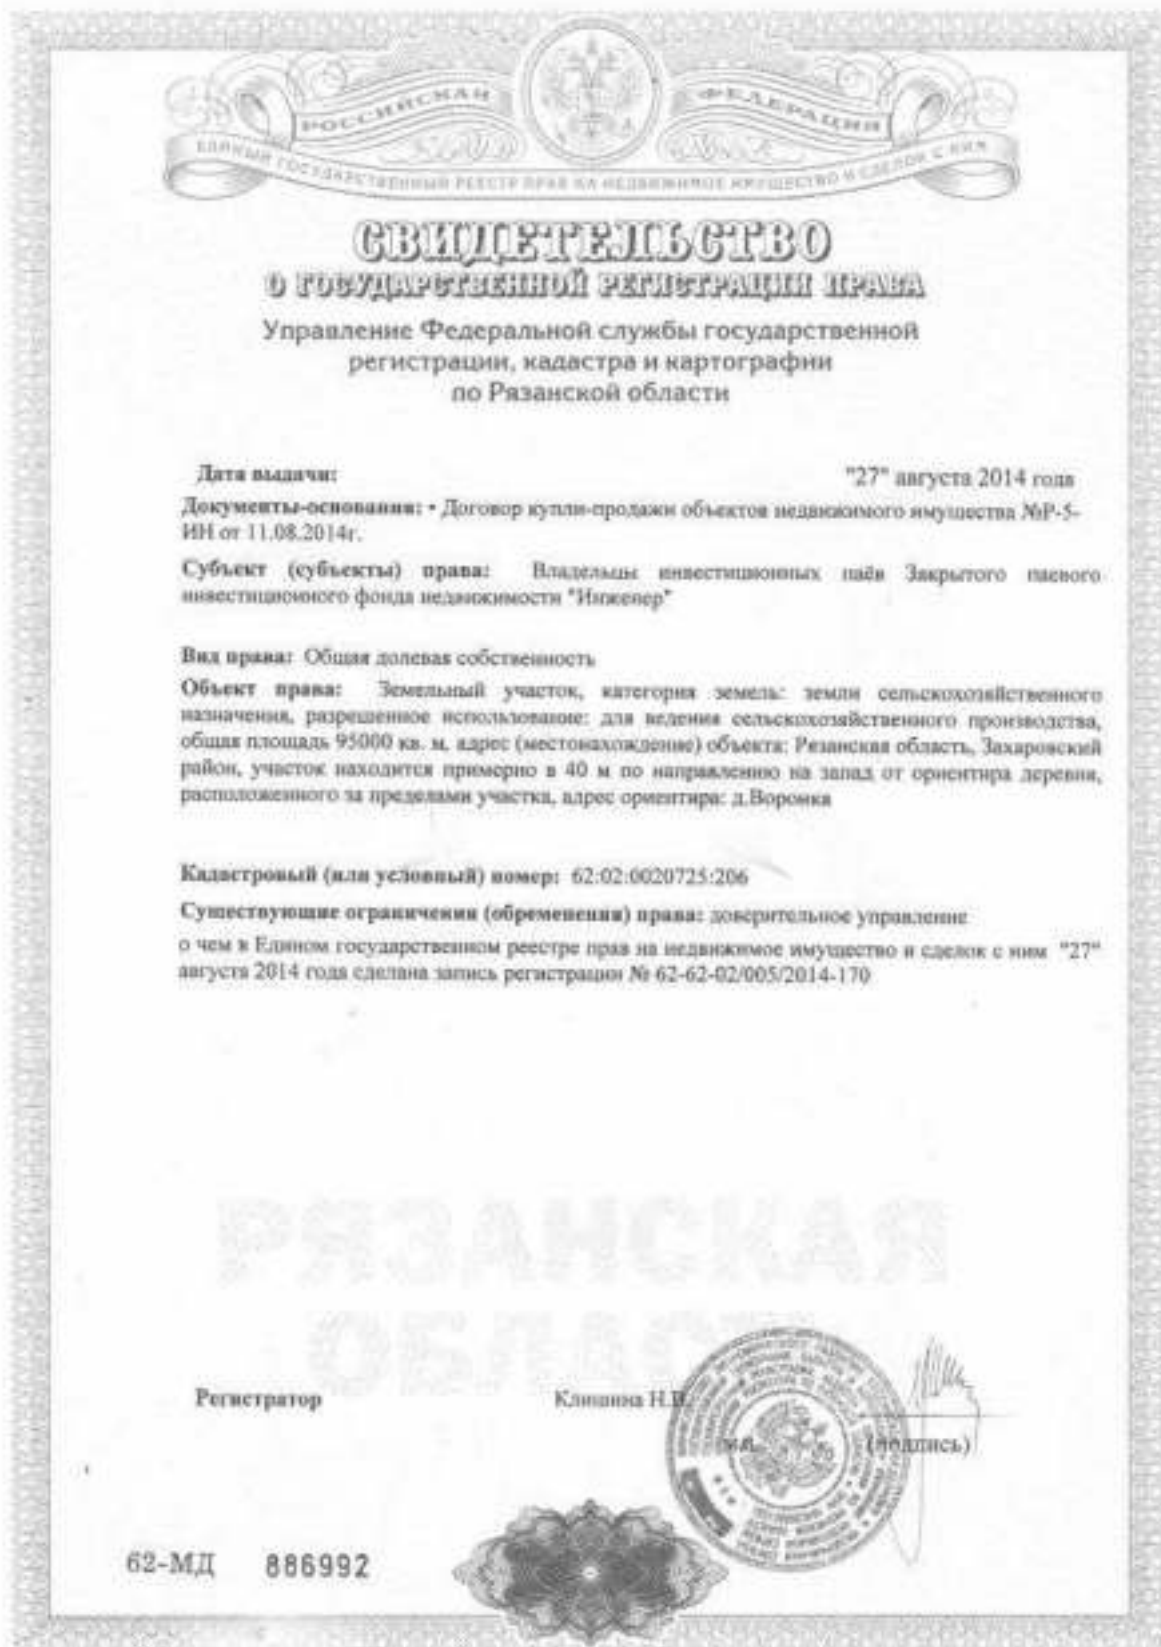 РОССИЙСКАЯ ФЕДЕРАЦИЯ
ЕДИНЫЙ ГОСУДАРСТВЕННЫЙ РЕЕСТР ПРАВ НА НЕДВИЖИМОЕ ИМУЩЕСТВО И СДЕЛОК С НИМ
СВИДЕТЕЛЬСТВО
О ГОСУДАРСТВЕННОЙ РЕГИСТРАЦИИ ПРАВА
Управление Федеральной службы государственной
регистрации, кадастра и картографии
по Рязанской области
Дата выдачи: "27" августа 2014 года
Документы-основания: • Договор купли-продажи объектов недвижимого имущества №Р-5-
ИН от 11.08.2014г.
Субъект (субъекты) права: Владельцы инвестиционных паёв Закрытого паевого
инвестиционного фонда недвижимости "Инженер"
Вид права: Общая долевая собственность
Объект права: Земельный участок, категория земель: земли сельскохозяйственного
назначения, разрешенное использование: для ведения сельскохозяйственного производства,
общая площадь 95000 кв. м, адрес (местонахождение) объекта: Рязанская область, Захаровский
район, участок находится примерно в 40 м по направлению на запад от ориентира деревня,
расположенного за пределами участка, адрес ориентира: д.Воронка
Кадастровый (или условный) номер: 62:02:0020725:206
Существующие ограничения (обременения) права: доверительное управление
о чем в Едином государственном реестре прав на недвижимое имущество и сделок с ним "27"
августа 2014 года сделана запись регистрации № 62-62-02/005/2014-170
РЯЗАНСКАЯ
ОБЛАСТЬ
Регистратор Клишина Н.В.
м.п. (подпись)
62-МД 886992